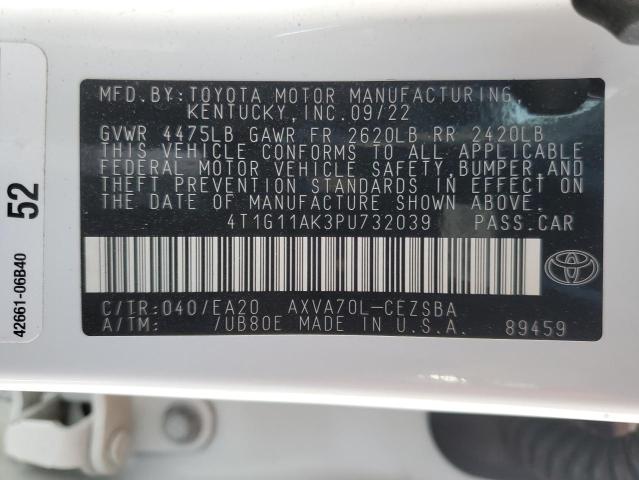 MFD.BY:TOYOTA MOTOR MANUFACTURING,
KENTUCKY,INC.09/22
GVWR 4475LB GAWR FR 2620LB RR 2420LB
THIS VEHICLE CONFORMS TO ALL APPLICABLE
FEDERAL MOTOR VEHICLE SAFETY,BUMPER,AND
THEFT PREVENTION STANDARDS IN EFFECT ON
THE DATE OF MANUFACTURE SHOWN ABOVE.
4T1G11AK3PU732039 PASS.CAR
C/TR:040/EA20 AXVA70L-CEZSBA
A/TM: /UB80E MADE IN U.S.A. 89459
52
42661-06B40